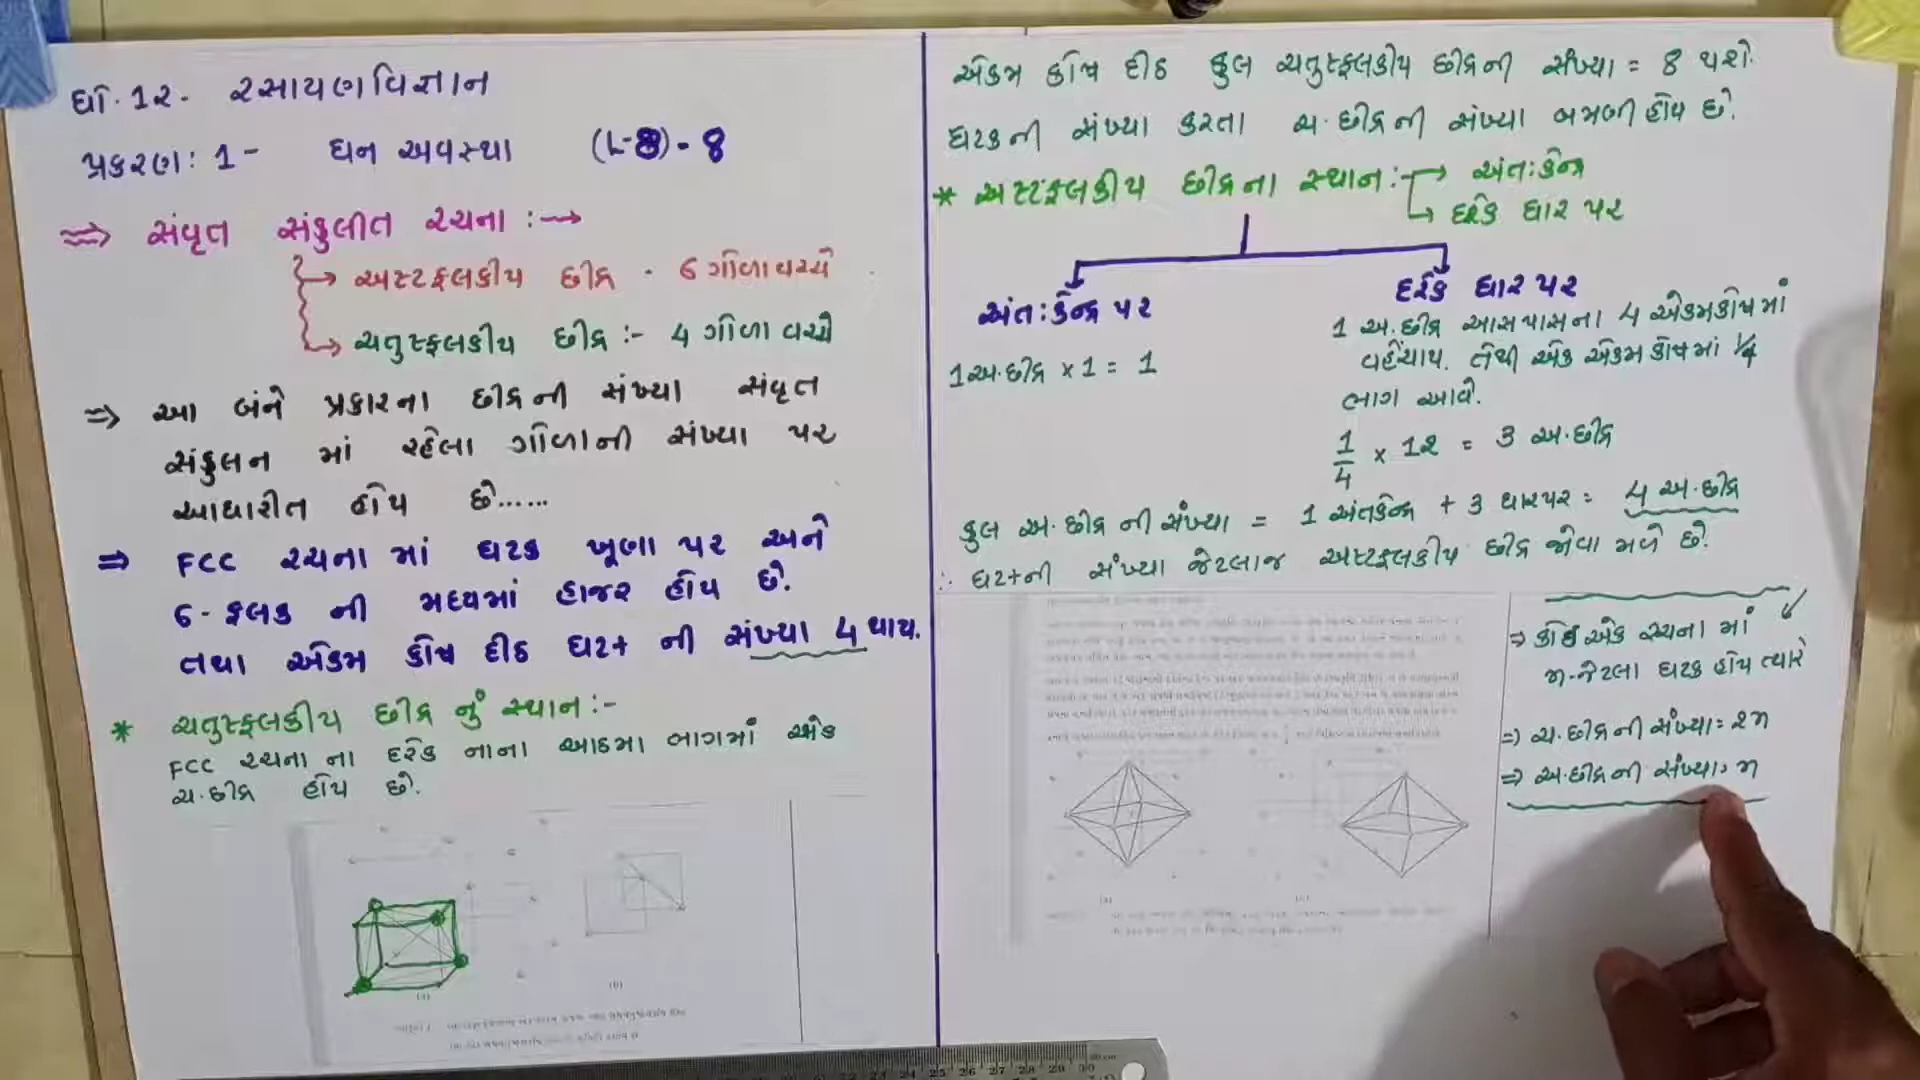 ધો.12. રસાયણવિજ્ઞાન
પ્રકરણ: 1 - ઘન અવસ્થા (L-8) - 8
⇒ સંવૃત સંકુલીત રચના :→
→ અષ્ટફલકીય છીદ્ર - 6 ગોળા વચ્ચે
→ ચતુષ્ફલકીય છીદ્ર :- 4 ગોળા વચ્ચે
⇒ આ બંને પ્રકારના છીદ્રની સંખ્યા સંવૃત
સંકુલન માં રહેલા ગોળાની સંખ્યા પર
આધારીત હોય છે......
⇒ FCC રચના માં ઘટક ખૂણા પર અને
6 - ફલક ની મધ્યમાં હાજર હોય છે.
તથા એકમ કોષ દીઠ ઘટક ની સંખ્યા 4 થાય.
* ચતુષ્ફલકીય છીદ્ર નું સ્થાન :-
FCC રચના ના દરેક નાના આઠમા ભાગમાં એક
ચ.છીદ્ર હોય છે.
(a)
(b)
એકમ કોષ દીઠ કુલ ચતુષ્ફલકીય છીદ્રની સંખ્યા = 8 થશે.
ઘટકની સંખ્યા કરતા ચ.છીદ્રની સંખ્યા બમણી હોય છે.
* અષ્ટફલકીય છીદ્રના સ્થાન : → અંત:કેન્દ્ર
→ દરેક ધાર પર
અંત:કેન્દ્ર પર
1 અ.છીદ્ર x 1 = 1
દરેક ધાર પર
1 અ.છીદ્ર આસપાસના 4 એકમકોષ માં
વહેંચાય. તેથી એક એકમ કોષમાં 1/4
ભાગ આવે.
1/4 x 12 = 3 અ.છીદ્ર
કુલ અ.છીદ્ર ની સંખ્યા = 1 અંતકેન્દ્ર + 3 ધારપર = 4 અ.છીદ્ર
∴ ઘટકની સંખ્યા જેટલાજ અષ્ટફલકીય છીદ્ર જોવા મળે છે.
⇒ કોઈ એક રચના માં
n-જેટલા ઘટક હોય ત્યારે
⇒ ચ.છીદ્રની સંખ્યા = 2n
⇒ અ.છીદ્રની સંખ્યા = n